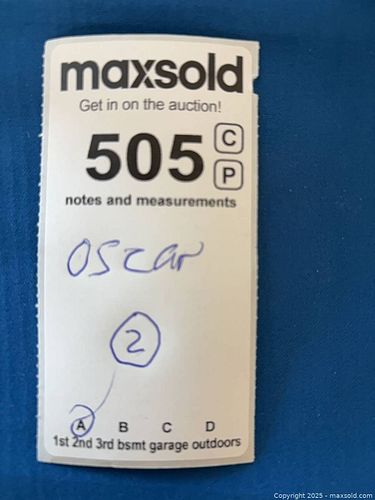 maxsold
Get in on the auction!
505 C
P
notes and measurements
oscar
2
A B C D
1st 2nd 3rd bsmt garage outdoors
Copyright © 2025 - maxsold.com